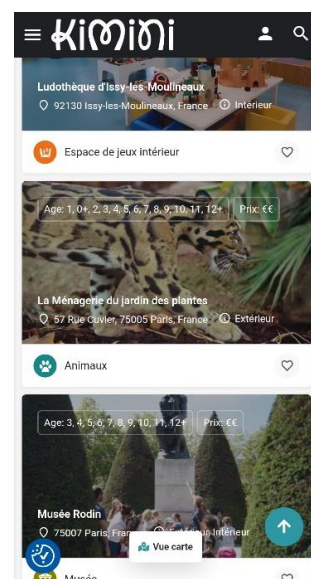 Kimini
Ludothèque d'Issy-les-Moulineaux
92130 Issy-les-Moulineaux, France Intérieur
Espace de jeux intérieur
Age: 1, 0+, 2, 3, 4, 5, 6, 7, 8, 9, 10, 11, 12+ Prix: €€
La Ménagerie du jardin des plantes
57 Rue Cuvier, 75005 Paris, France Extérieur
Animaux
Age: 3, 4, 5, 6, 7, 8, 9, 10, 11, 12+ Prix: €€
Musée Rodin
75007 Paris, Extérieur Intérieur
Vue carte
Musée